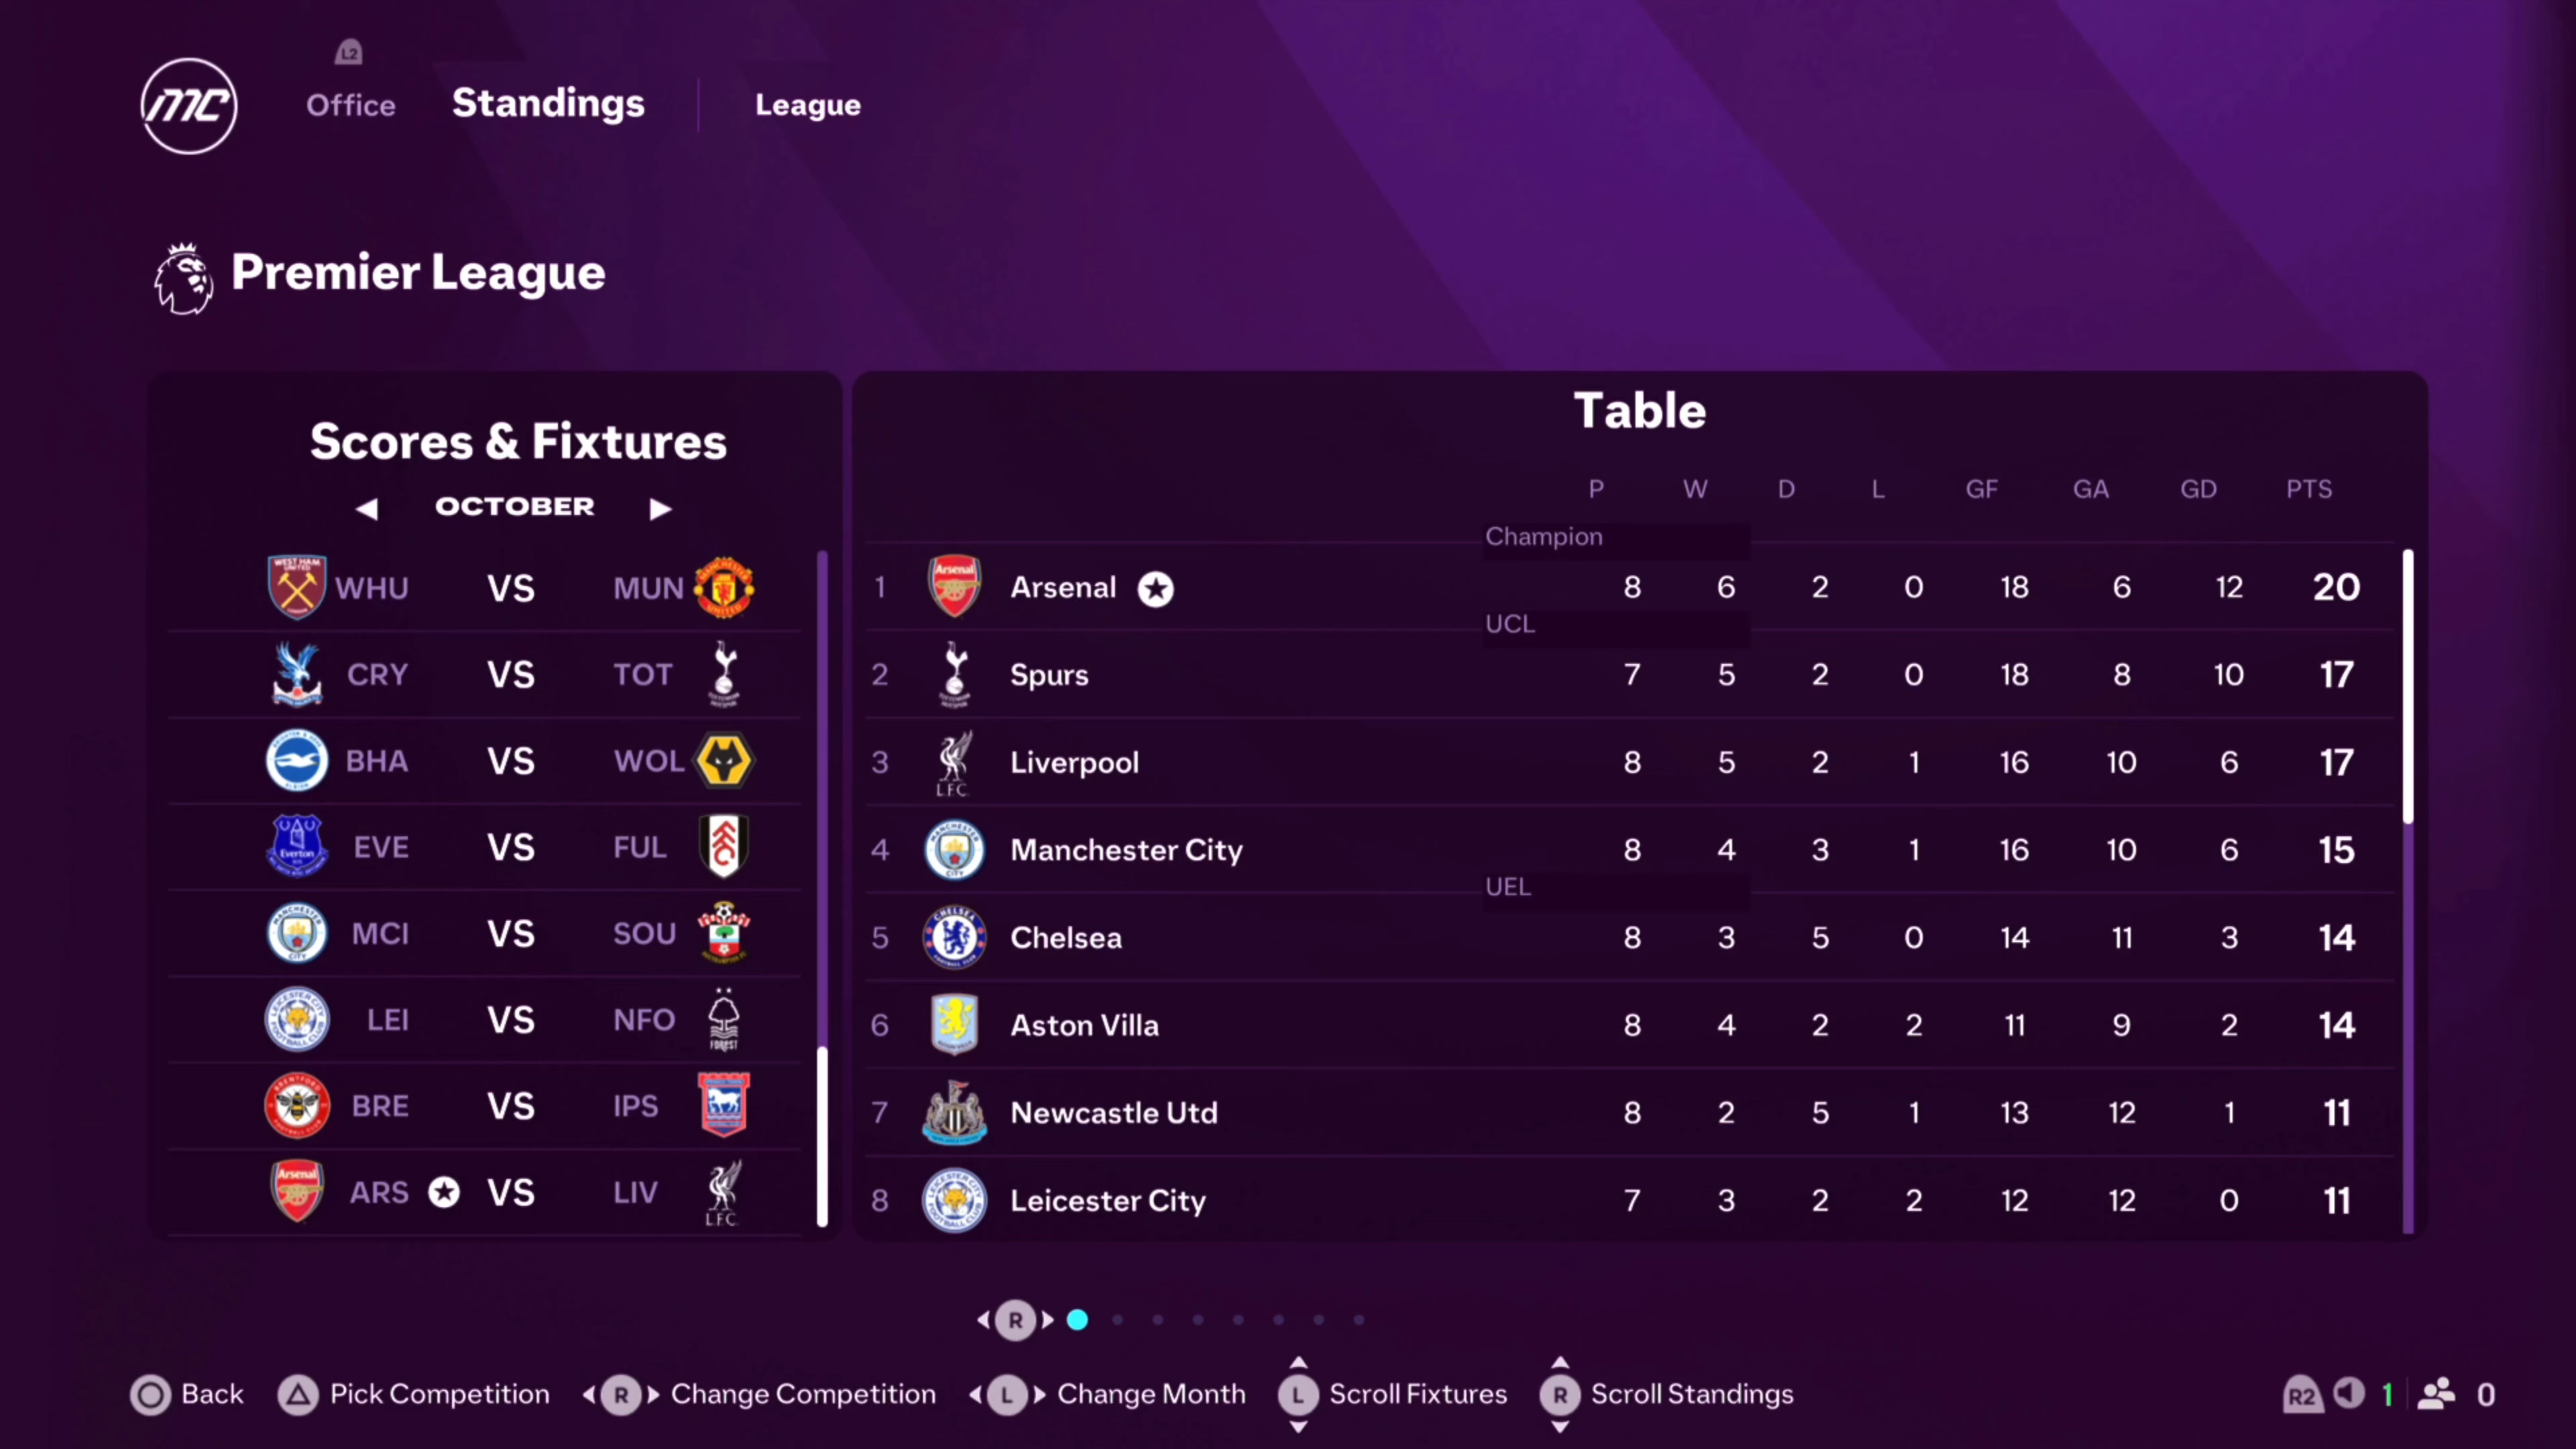 L2
MC Office Standings League
Premier League
Scores & Fixtures
OCTOBER
WHU VS MUN
CRY VS TOT
BHA VS WOL
EVE VS FUL
MCI VS SOU
LEI VS NFO
BRE VS IPS
ARS VS LIV
Table
P W D L GF GA GD PTS
Champion
1 Arsenal 8 6 2 0 18 6 12 20
UCL
2 Spurs 7 5 2 0 18 8 10 17
3 Liverpool 8 5 2 1 16 10 6 17
4 Manchester City 8 4 3 1 16 10 6 15
UEL
5 Chelsea 8 3 5 0 14 11 3 14
6 Aston Villa 8 4 2 2 11 9 2 14
7 Newcastle Utd 8 2 5 1 13 12 1 11
8 Leicester City 7 3 2 2 12 12 0 11
R
Back Pick Competition R Change Competition L Change Month L Scroll Fixtures R Scroll Standings R2 1 0